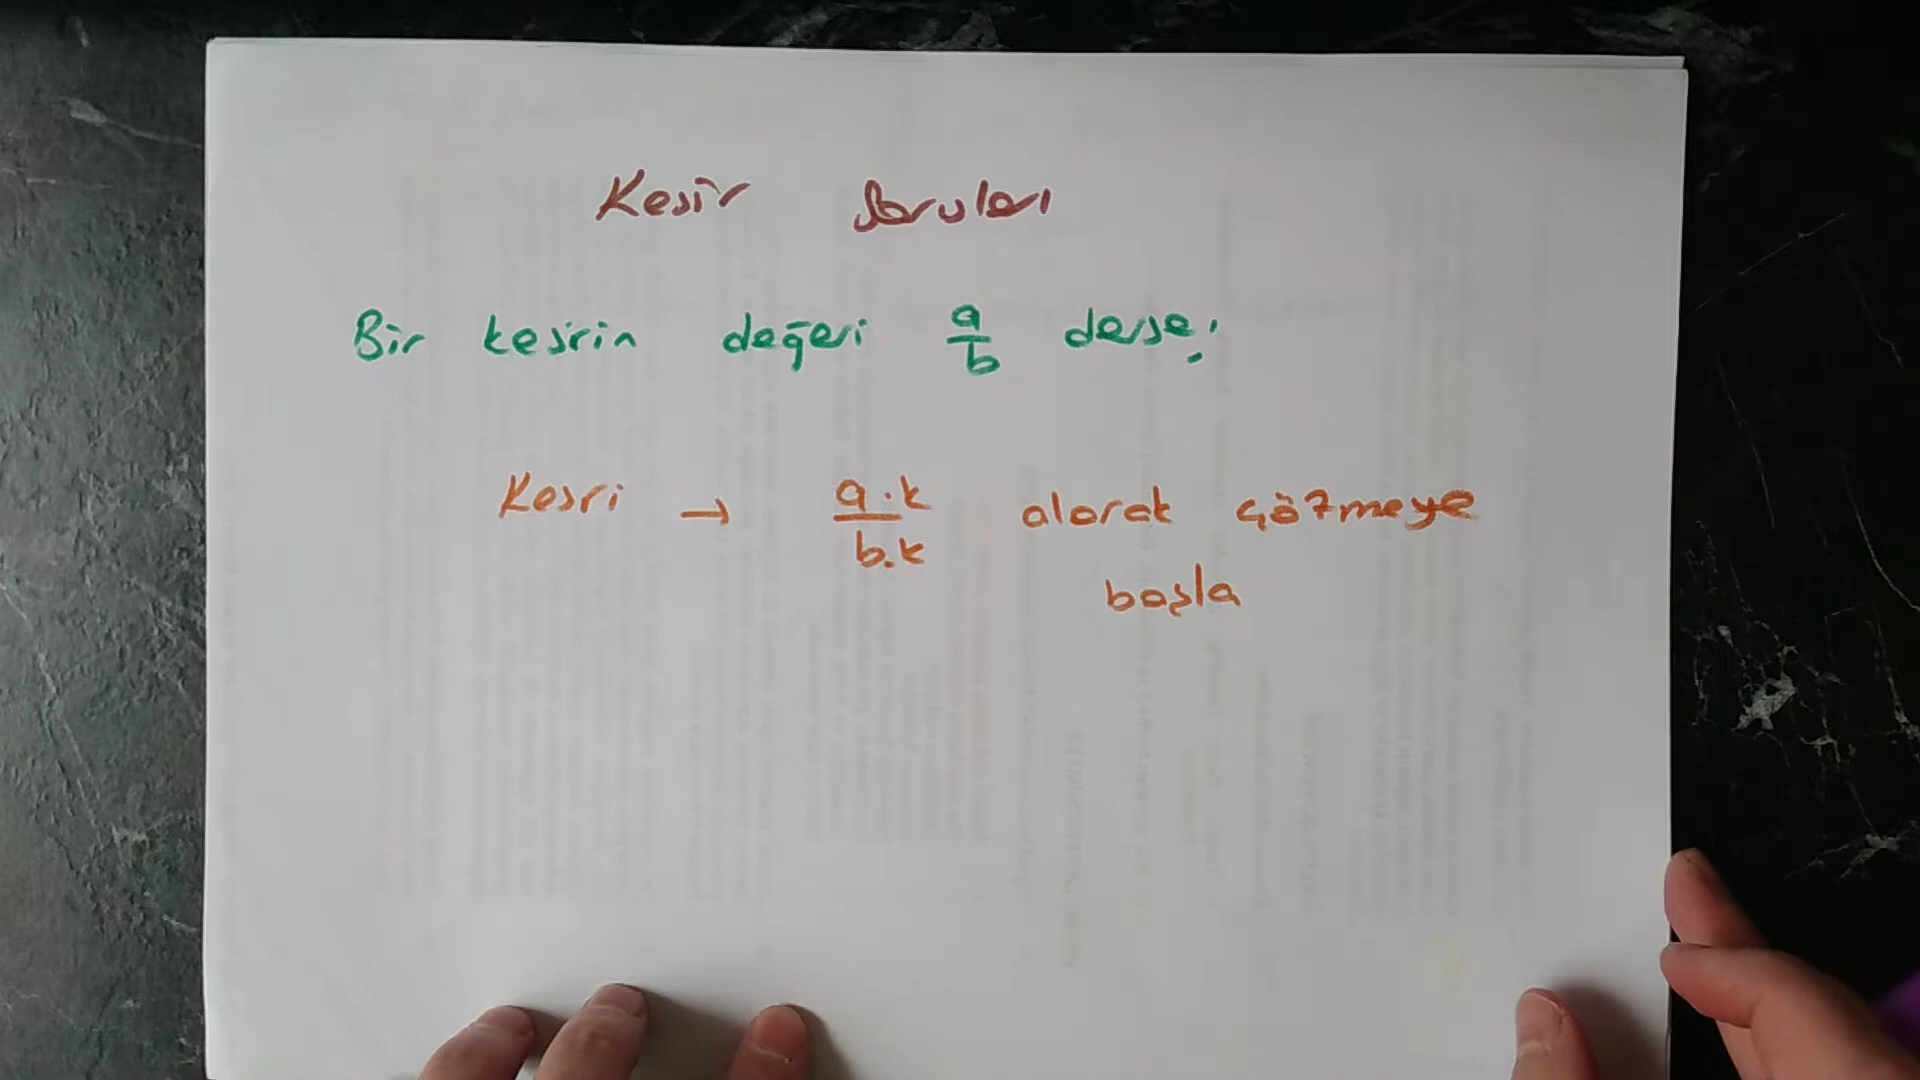 Kesir Soruları
Bir kesrin değeri a/b derse;
Kesri → a.k/b.k alarak çözmeye
başla